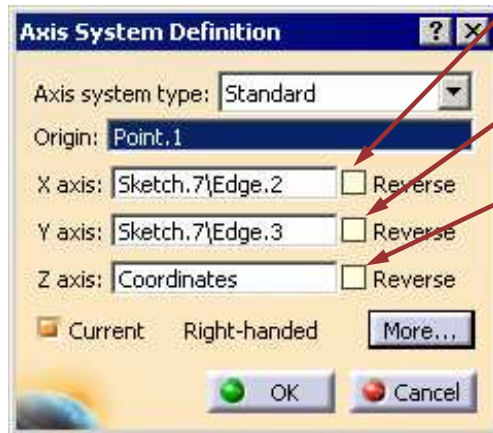 Axis System Definition ? X
Axis system type: Standard
Origin: Point.1
X axis: Sketch.7\Edge.2 Reverse
Y axis: Sketch.7\Edge.3 Reverse
Z axis: Coordinates Reverse
Current Right-handed More...
OK Cancel